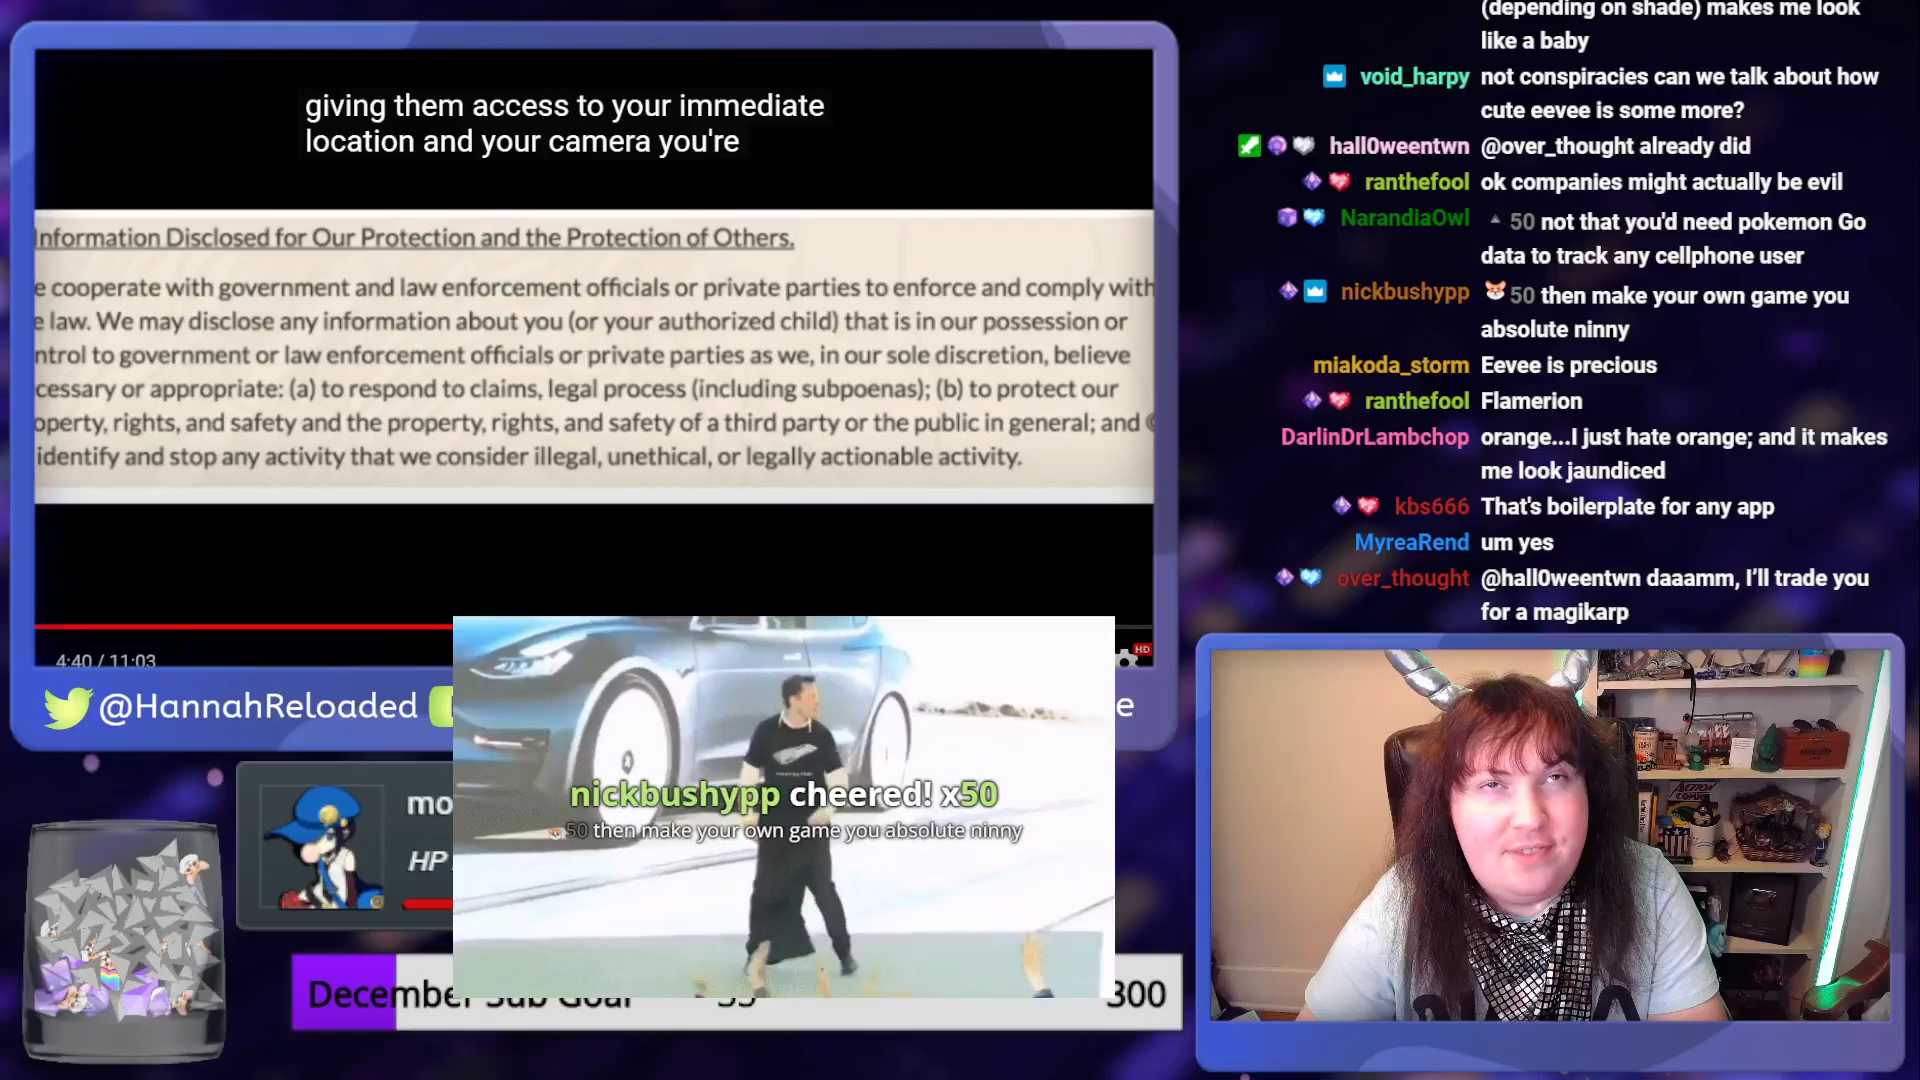 giving them access to your immediate
location and your camera you're
Information Disclosed for Our Protection and the Protection of Others.
e cooperate with government and law enforcement officials or private parties to enforce and comply with
e law. We may disclose any information about you (or your authorized child) that is in our possession or
ntrol to government or law enforcement officials or private parties as we, in our sole discretion, believe
cessary or appropriate: (a) to respond to claims, legal process (including subpoenas); (b) to protect our
operty, rights, and safety and the property, rights, and safety of a third party or the public in general; and ©
identify and stop any activity that we consider illegal, unethical, or legally actionable activity.
4:40 / 11:03
HD
@HannahReloaded
e
mo
HP
nickbushypp cheered! x50
50 then make your own game you absolute ninny
December Sub Goal
300
(depending on shade) makes me look
like a baby
void_harpy not conspiracies can we talk about how
cute eevee is some more?
hall0weentwn @over_thought already did
ranthefool ok companies might actually be evil
NarandiaOwl 50 not that you'd need pokemon Go
data to track any cellphone user
nickbushypp 50 then make your own game you
absolute ninny
miakoda_storm Eevee is precious
ranthefool Flamerion
DarlinDrLambchop orange...I just hate orange; and it makes
me look jaundiced
kbs666 That's boilerplate for any app
MyreaRend um yes
over_thought @hall0weentwn daaamm, I'll trade you
for a magikarp